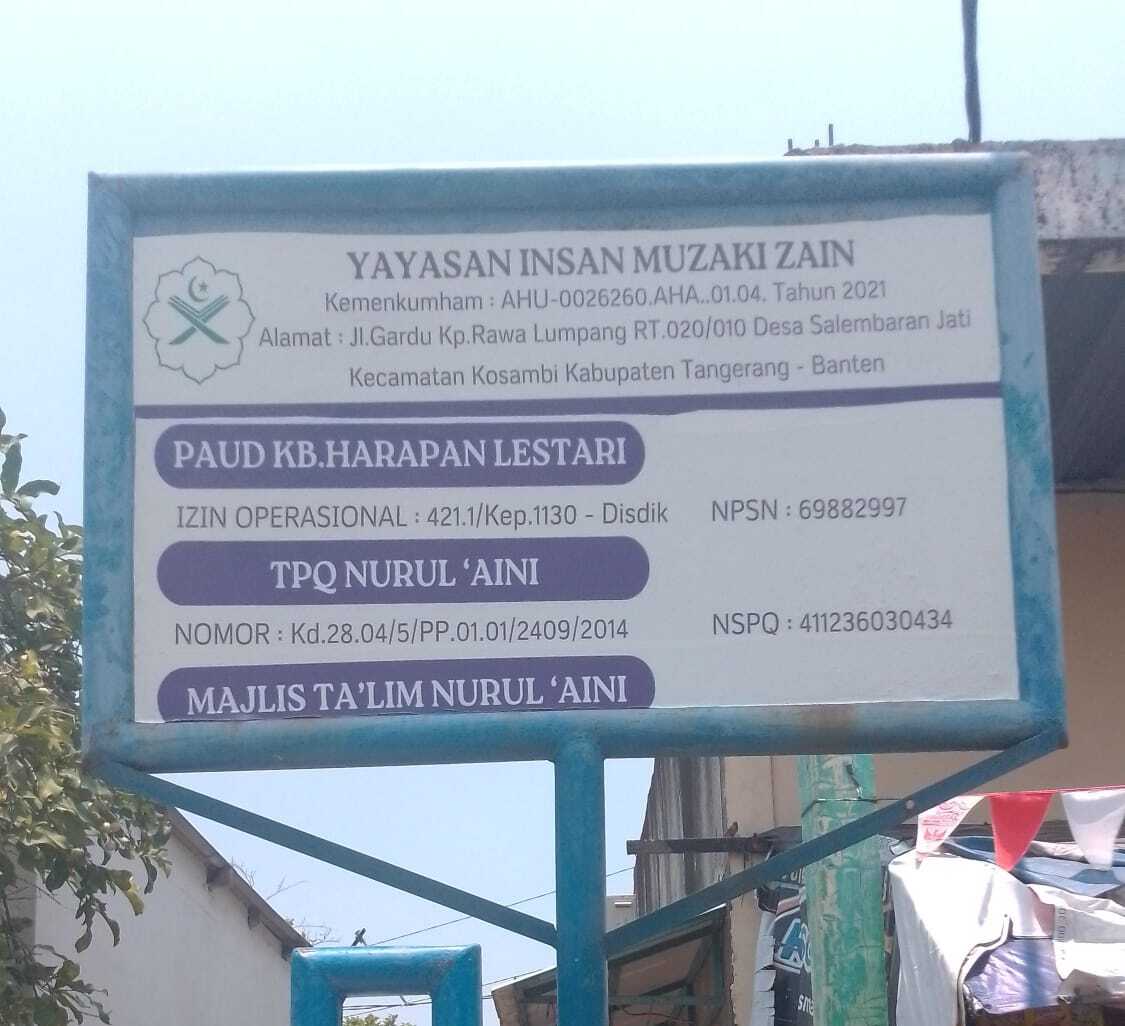 YAYASAN INSAN MUZAKI ZAIN
Kemenkumham : AHU-0026260.AHA..01.04. Tahun 2021
Alamat : Jl.Gardu Kp.Rawa Lumpang RT.020/010 Desa Salembaran Jati
Kecamatan Kosambi Kabupaten Tangerang - Banten
PAUD KB.HARAPAN LESTARI
IZIN OPERASIONAL : 421.1/Kep.1130 - Disdik NPSN : 69882997
TPQ NURUL ‘AINI
NOMOR : Kd.28.04/5/PP.01.01/2409/2014 NSPQ : 411236030434
MAJLIS TA’LIM NURUL ‘AINI